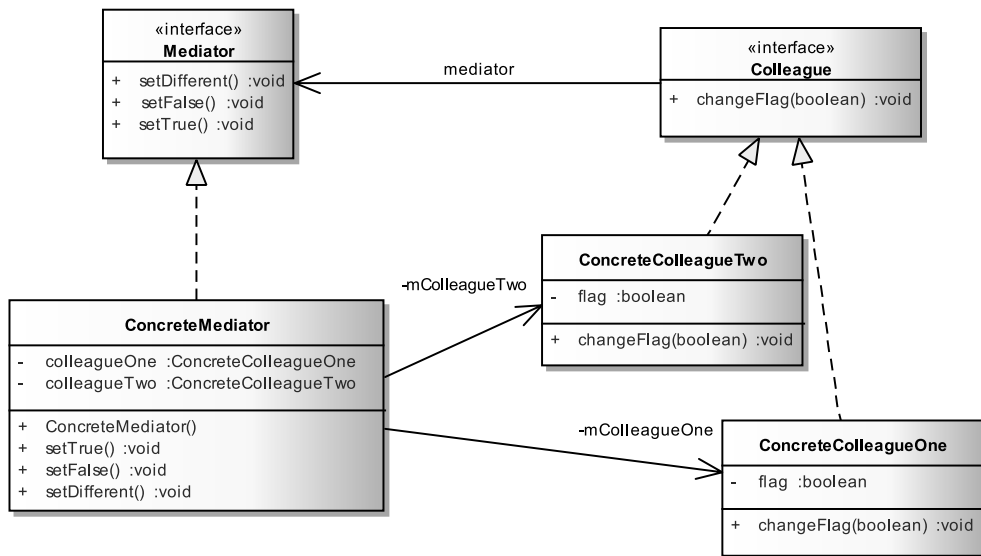 «interface»
Mediator
+ setDifferent() :void
+ setFalse() :void
+ setTrue() :void
mediator
«interface»
Colleague
+ changeFlag(boolean) :void
ConcreteMediator
- colleagueOne :ConcreteColleagueOne
- colleagueTwo :ConcreteColleagueTwo
+ ConcreteMediator()
+ setTrue() :void
+ setFalse() :void
+ setDifferent() :void
-mColleagueTwo
ConcreteColleagueTwo
- flag :boolean
+ changeFlag(boolean) :void
-mColleagueOne
ConcreteColleagueOne
- flag :boolean
+ changeFlag(boolean) :void